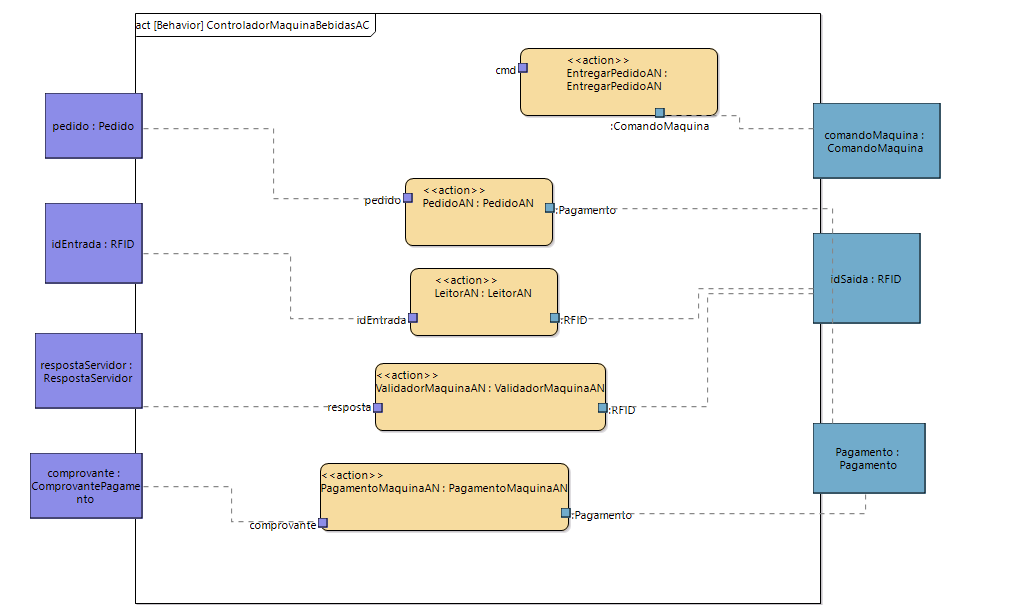 act [Behavior] ControladorMaquinaBebidasAC
<<action>>
EntregarPedidoAN :
EntregarPedidoAN
cmd
:ComandoMaquina
pedido : Pedido
comandoMaquina :
ComandoMaquina
<<action>>
PedidoAN : PedidoAN
pedido
:Pagamento
idEntrada : RFID
<<action>>
LeitorAN : LeitorAN
idEntrada
:RFID
idSaida : RFID
respostaServidor :
RespostaServidor
<<action>>
ValidadorMaquinaAN : ValidadorMaquinaAN
resposta
:RFID
comprovante :
ComprovantePagame
nto
<<action>>
PagamentoMaquinaAN : PagamentoMaquinaAN
comprovante
:Pagamento
Pagamento :
Pagamento